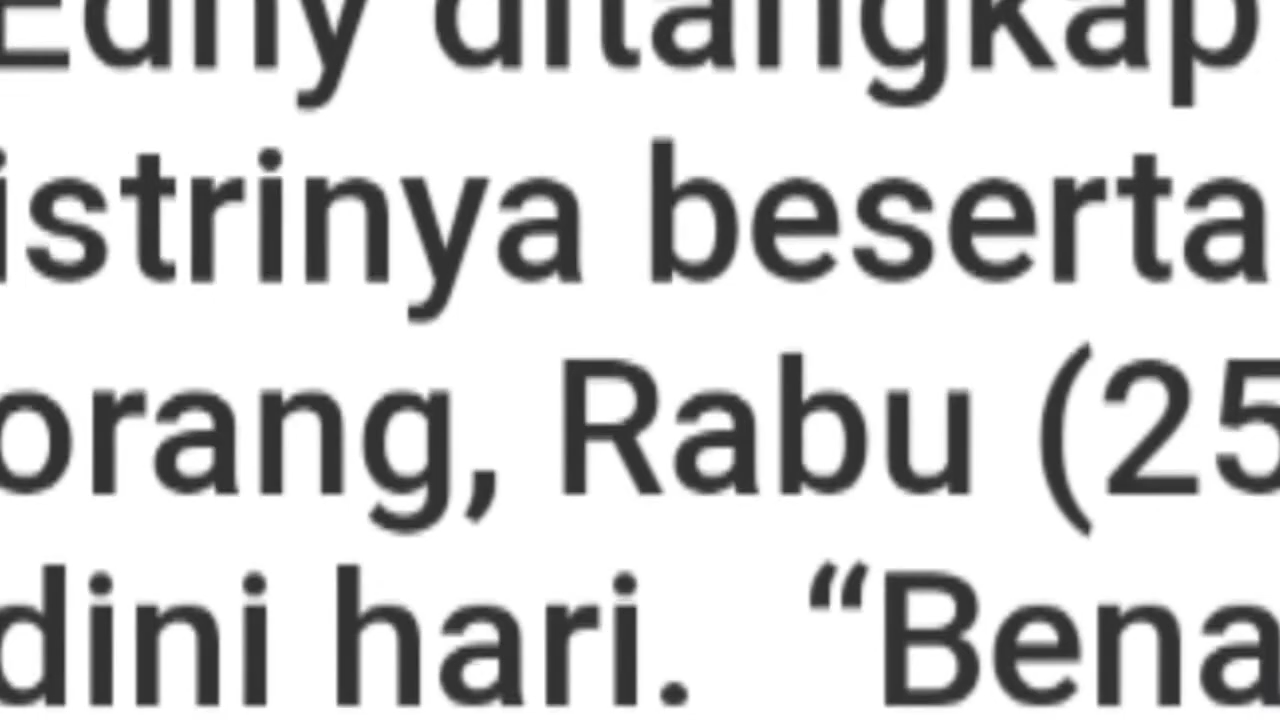 Edhy ditangkap
istrinya beserta
orang, Rabu (25
dini hari. “Bena